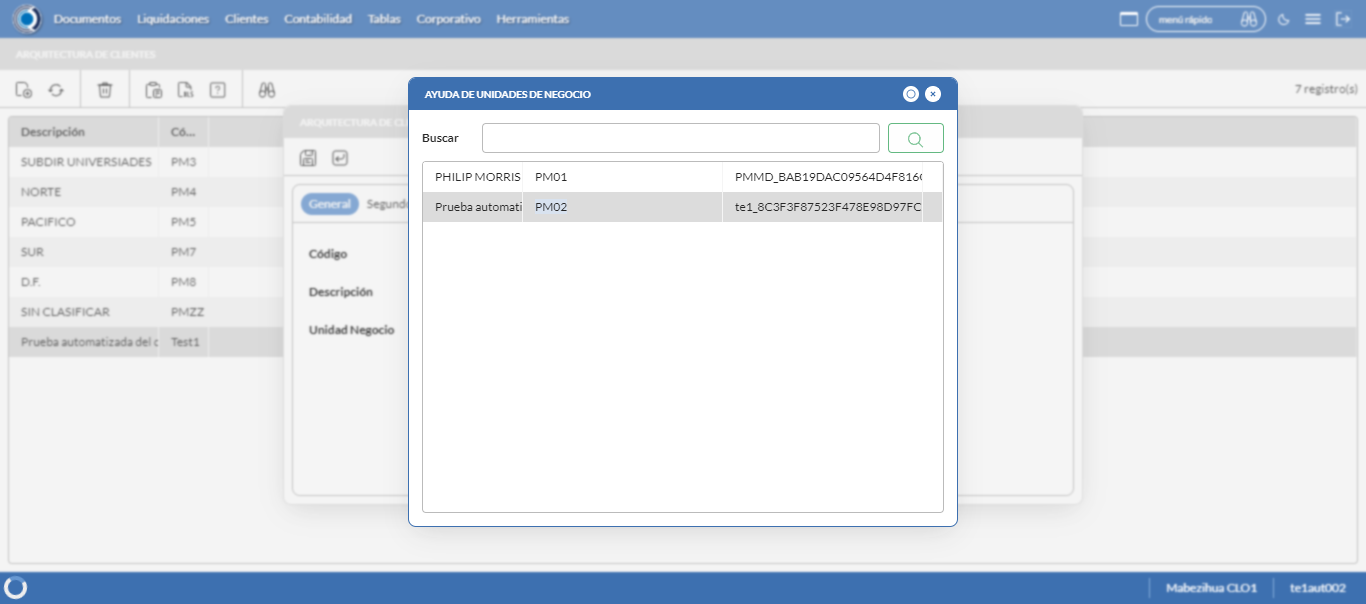 Documentos Liquidaciones Clientes Contabilidad Tablas Corporativo Herramientas menú rápido
ARQUITECTURA DE CLIENTES
7 registro(s)
AYUDA DE UNIDADES DE NEGOCIO
Buscar
PHILIP MORRIS PM01 PMMD_BAB19DAC09564D4F816
Prueba automati PM02 te1_8C3F3F87523F478E98D97FC
ARQUITECTURA DE CL
General Segund
Código
Descripción
Unidad Negocio
Descripción Có...
SUBDIR UNIVERSIADES PM3
NORTE PM4
PACIFICO PM5
SUR PM7
D.F. PM8
SIN CLASIFICAR PMZZ
Prueba automatizada del c Test1
Mabezihua CLO1 te1aut002